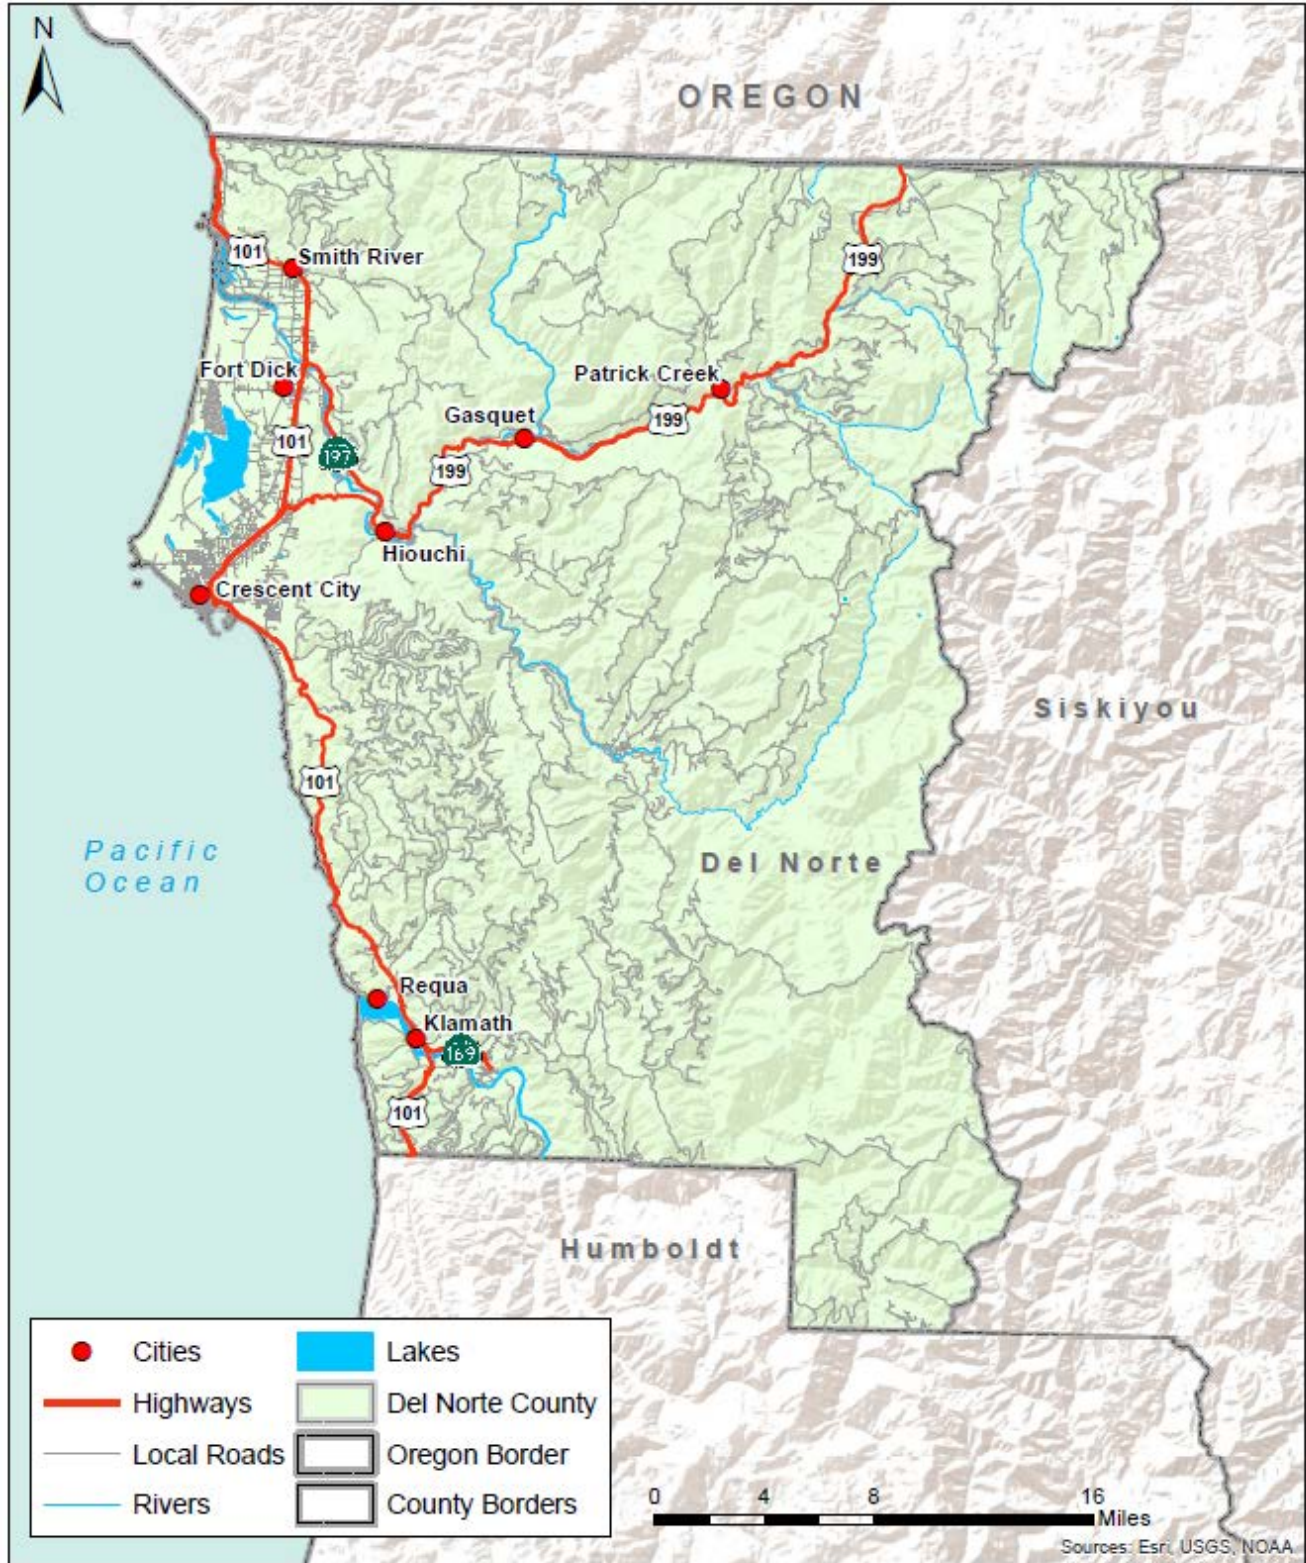 N
OREGON
101
Smith River
199
Fort Dick
Patrick Creek
Gasquet
199
101
197
199
Hiouchi
Crescent City
Siskiyou
101
Pacific
Ocean
Del Norte
Requa
Klamath
169
101
Humboldt
Cities
Lakes
Highways
Del Norte County
Local Roads
Oregon Border
Rivers
County Borders
0 4 8 16
Miles
Sources: Esri, USGS, NOAA